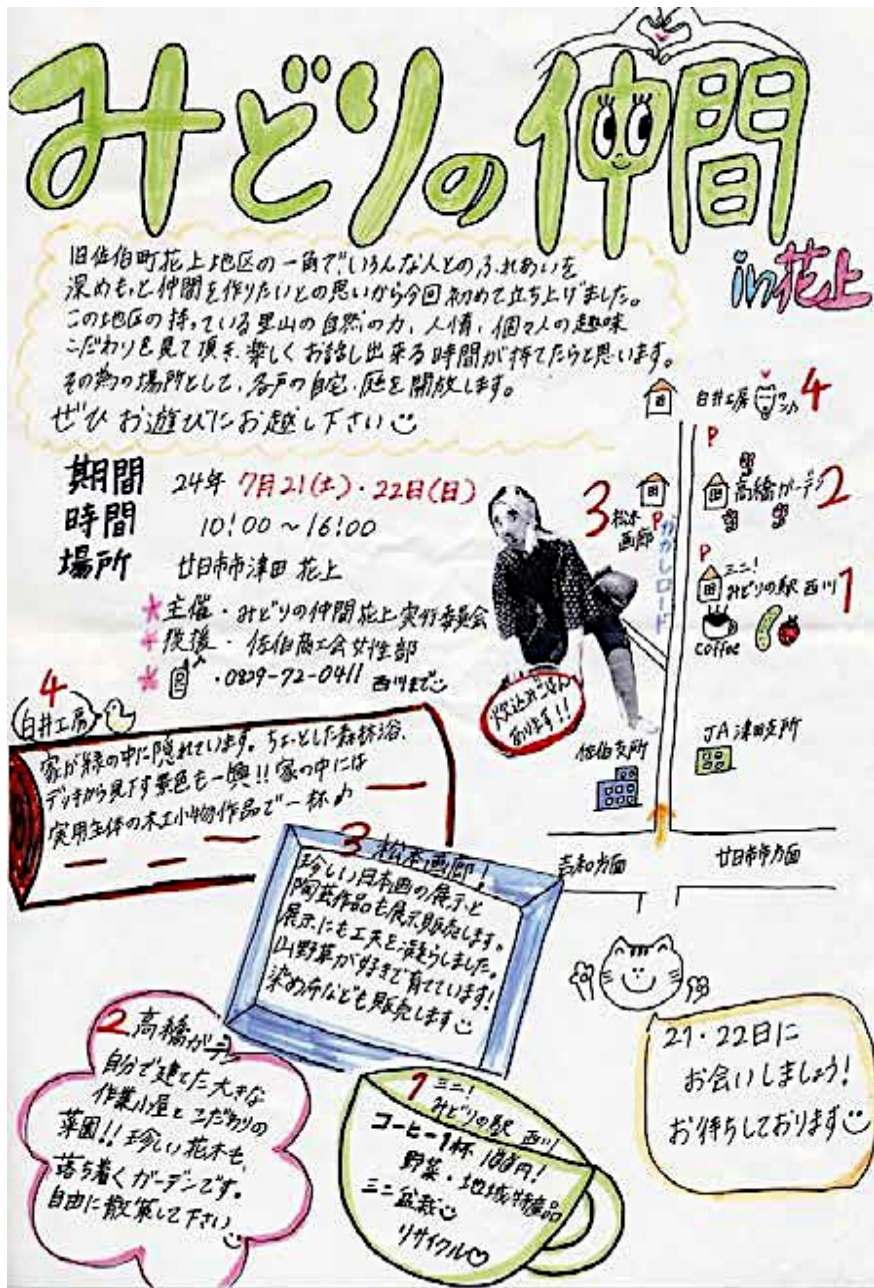 みどりの仲間
in花上
旧佐伯町花上地区の一角で、いろんな人とのふれあいを
深めもっと仲間を作りたいとの思いから今回初めて立ち上げました。
この地区の持っている里山の自然の力、人情、個々人の趣味
こだわりを見て頂き、楽しくお話し出来る時間が持てたらと思います。
その為の場所として、各戸の自宅・庭を開放します。
ぜひお遊びにお越し下さい
期間 24年 7月21(土)・22日(日)
時間 10:00～16:00
場所 廿日市市津田 花上
主催・みどりの仲間花上実行委員会
後援・佐伯商工会女性部
・0829-72-0411 西川まで
白井工房 ワン 4
P
高橋ガーデン 2
3 松本画廊
P
かかしロード
P
ミニ!
みどりの駅 西川 1
coffee
炊込みごはん
あります!!
佐伯支所
JA津田支所
吉和方面
廿日市方面
4
白井工房
家が緑の中に隠れています。ちょっとした森林浴、
デッキから見下す景色も一興!!家の中には
実用主体の木工小物作品で一杯♪
3 松本画廊!
珍しい日本画の展示と
陶芸作品も展示販売します。
展示にも工夫を凝らしました。
山野草が好きで育てています!
染め布なども販売します
2 高橋ガーデン
自分で建てた大きな
作業小屋とこだわりの
菜園!!珍しい花木も、
落ち着くガーデンです。
自由に散策して下さい
1 ミニ!
みどりの駅 西川
コーヒー1杯 100円!
野菜・地域特産品
ミニ盆栽
リサイクル♡
21・22日に
お会いしましょう!
お待ちしております